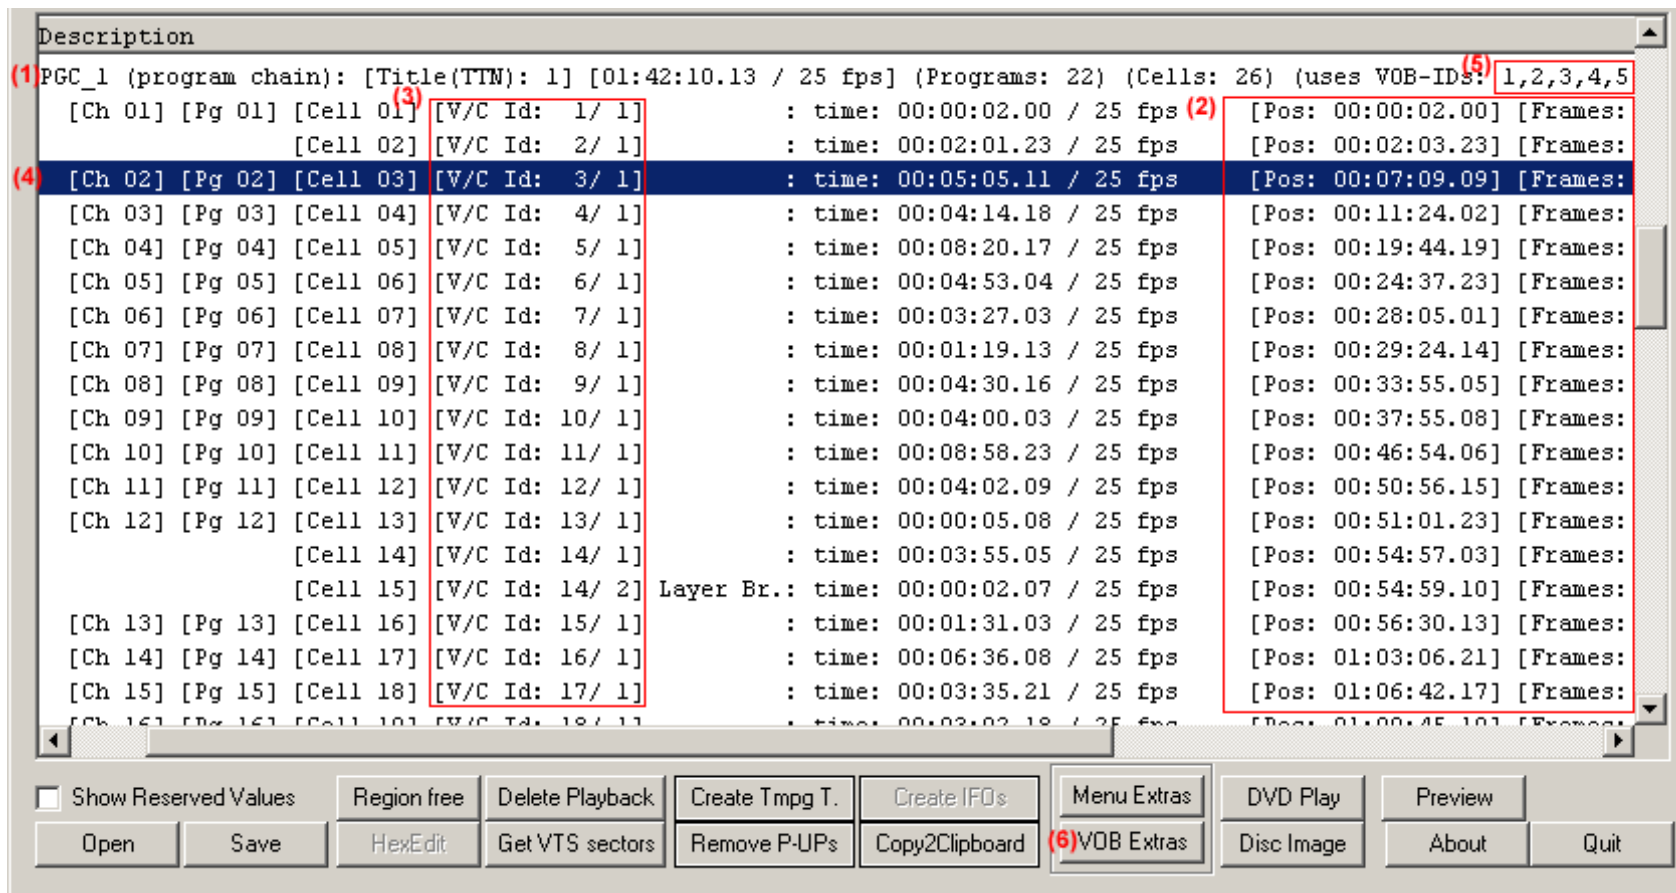 Description
(1) PGC_1 (program chain): [Title(TTN): 1] [01:42:10.13 / 25 fps] (Programs: 22) (Cells: 26) (uses VOB-IDs: (5) 1,2,3,4,5
[Ch 01] [Pg 01] [Cell 01] (3) [V/C Id: 1/ 1] : time: 00:00:02.00 / 25 fps (2) [Pos: 00:00:02.00] [Frames:
[Cell 02] [V/C Id: 2/ 1] : time: 00:02:01.23 / 25 fps [Pos: 00:02:03.23] [Frames:
(4) [Ch 02] [Pg 02] [Cell 03] [V/C Id: 3/ 1] : time: 00:05:05.11 / 25 fps [Pos: 00:07:09.09] [Frames:
[Ch 03] [Pg 03] [Cell 04] [V/C Id: 4/ 1] : time: 00:04:14.18 / 25 fps [Pos: 00:11:24.02] [Frames:
[Ch 04] [Pg 04] [Cell 05] [V/C Id: 5/ 1] : time: 00:08:20.17 / 25 fps [Pos: 00:19:44.19] [Frames:
[Ch 05] [Pg 05] [Cell 06] [V/C Id: 6/ 1] : time: 00:04:53.04 / 25 fps [Pos: 00:24:37.23] [Frames:
[Ch 06] [Pg 06] [Cell 07] [V/C Id: 7/ 1] : time: 00:03:27.03 / 25 fps [Pos: 00:28:05.01] [Frames:
[Ch 07] [Pg 07] [Cell 08] [V/C Id: 8/ 1] : time: 00:01:19.13 / 25 fps [Pos: 00:29:24.14] [Frames:
[Ch 08] [Pg 08] [Cell 09] [V/C Id: 9/ 1] : time: 00:04:30.16 / 25 fps [Pos: 00:33:55.05] [Frames:
[Ch 09] [Pg 09] [Cell 10] [V/C Id: 10/ 1] : time: 00:04:00.03 / 25 fps [Pos: 00:37:55.08] [Frames:
[Ch 10] [Pg 10] [Cell 11] [V/C Id: 11/ 1] : time: 00:08:58.23 / 25 fps [Pos: 00:46:54.06] [Frames:
[Ch 11] [Pg 11] [Cell 12] [V/C Id: 12/ 1] : time: 00:04:02.09 / 25 fps [Pos: 00:50:56.15] [Frames:
[Ch 12] [Pg 12] [Cell 13] [V/C Id: 13/ 1] : time: 00:00:05.08 / 25 fps [Pos: 00:51:01.23] [Frames:
[Cell 14] [V/C Id: 14/ 1] : time: 00:03:55.05 / 25 fps [Pos: 00:54:57.03] [Frames:
[Cell 15] [V/C Id: 14/ 2] Layer Br.: time: 00:00:02.07 / 25 fps [Pos: 00:54:59.10] [Frames:
[Ch 13] [Pg 13] [Cell 16] [V/C Id: 15/ 1] : time: 00:01:31.03 / 25 fps [Pos: 00:56:30.13] [Frames:
[Ch 14] [Pg 14] [Cell 17] [V/C Id: 16/ 1] : time: 00:06:36.08 / 25 fps [Pos: 01:03:06.21] [Frames:
[Ch 15] [Pg 15] [Cell 18] [V/C Id: 17/ 1] : time: 00:03:35.21 / 25 fps [Pos: 01:06:42.17] [Frames:
Show Reserved Values Region free Delete Playback Create Tmpg T. Create IFOs Menu Extras DVD Play Preview
Open Save HexEdit Get VTS sectors Remove P-UPs Copy2Clipboard (6) VOB Extras Disc Image About Quit